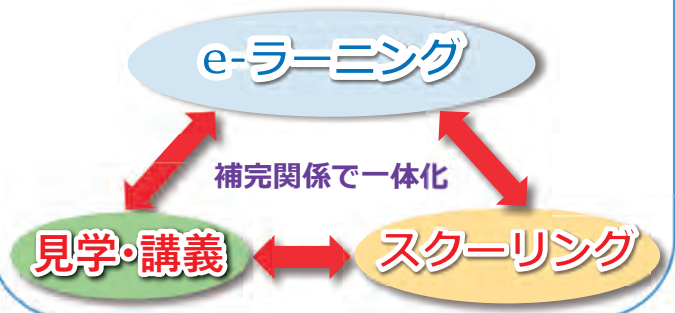 e-ラーニング
補完関係で一体化
見学・講義
スクーリング